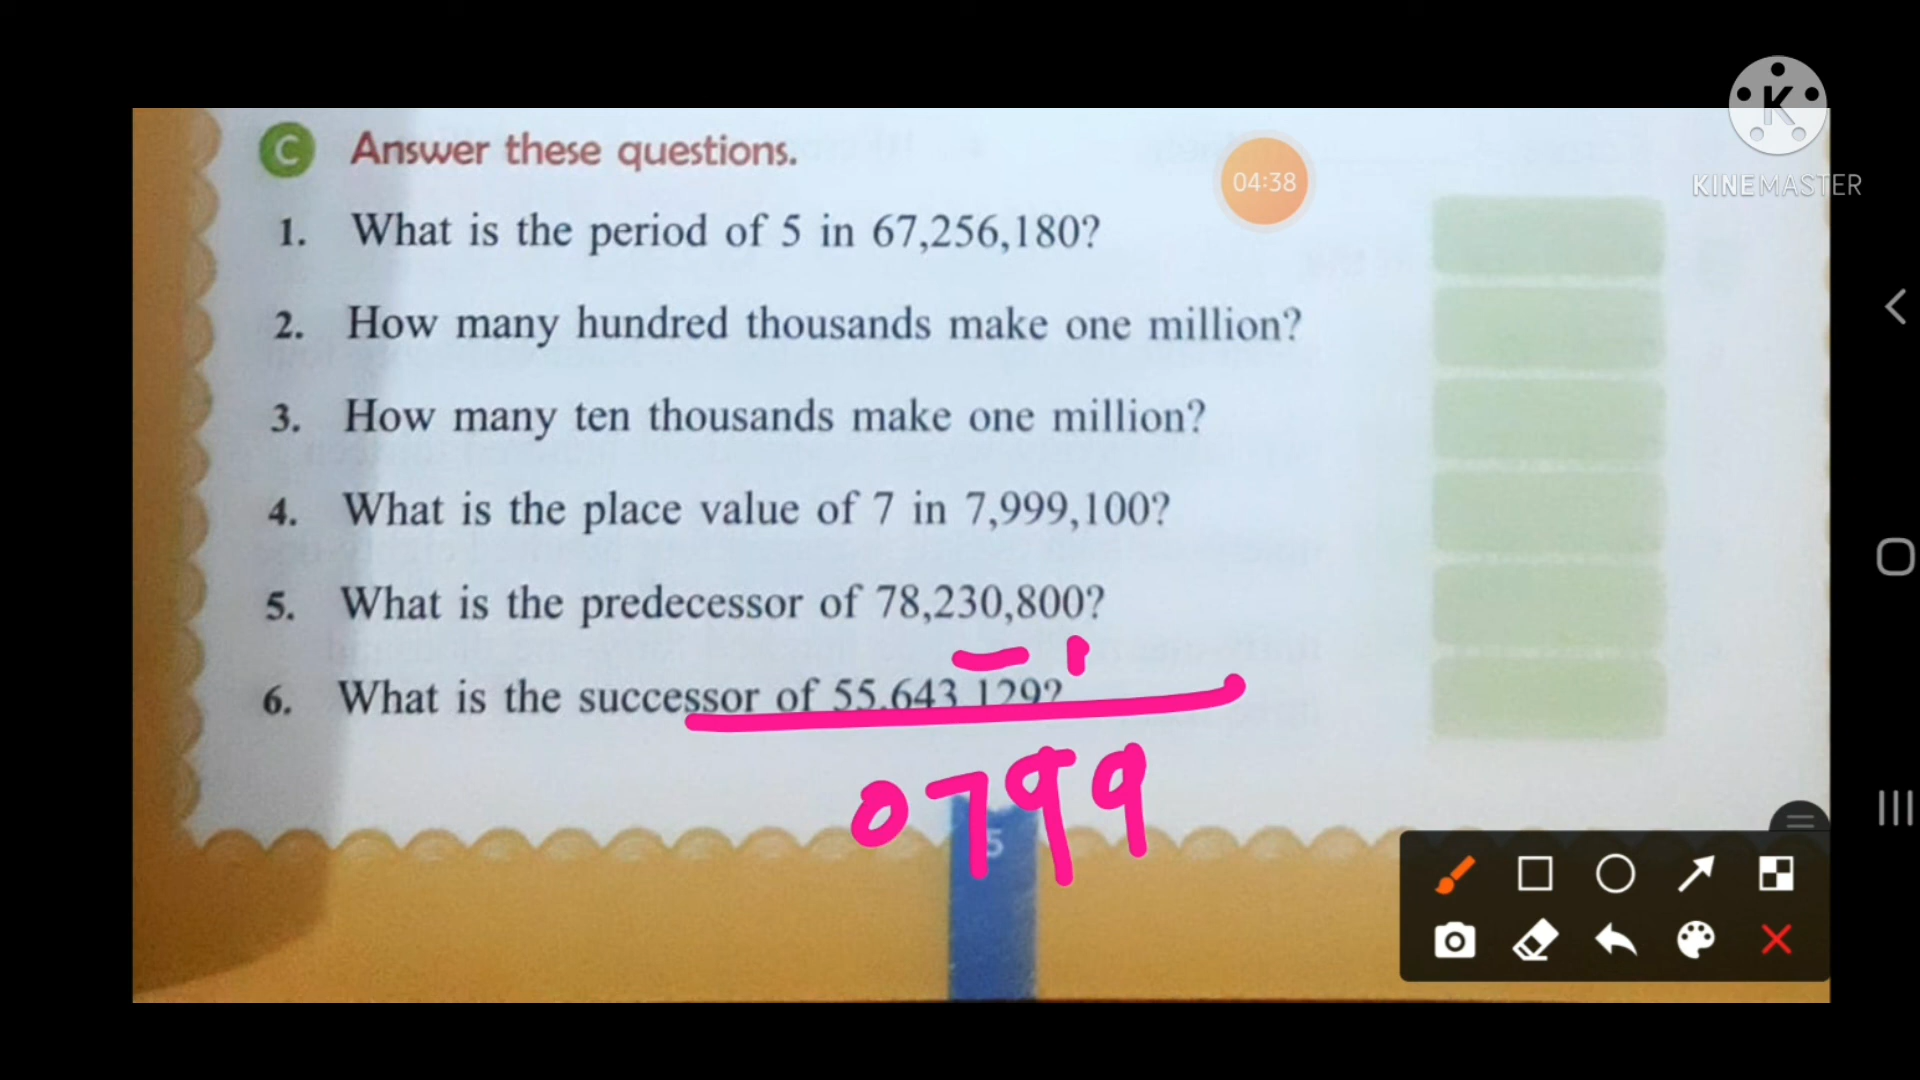 C Answer these questions.
04:38
K
KINEMASTER
1. What is the period of 5 in 67,256,180?
2. How many hundred thousands make one million?
3. How many ten thousands make one million?
4. What is the place value of 7 in 7,999,100?
5. What is the predecessor of 78,230,800?
- 1
6. What is the successor of 55,643,129?
0799
5